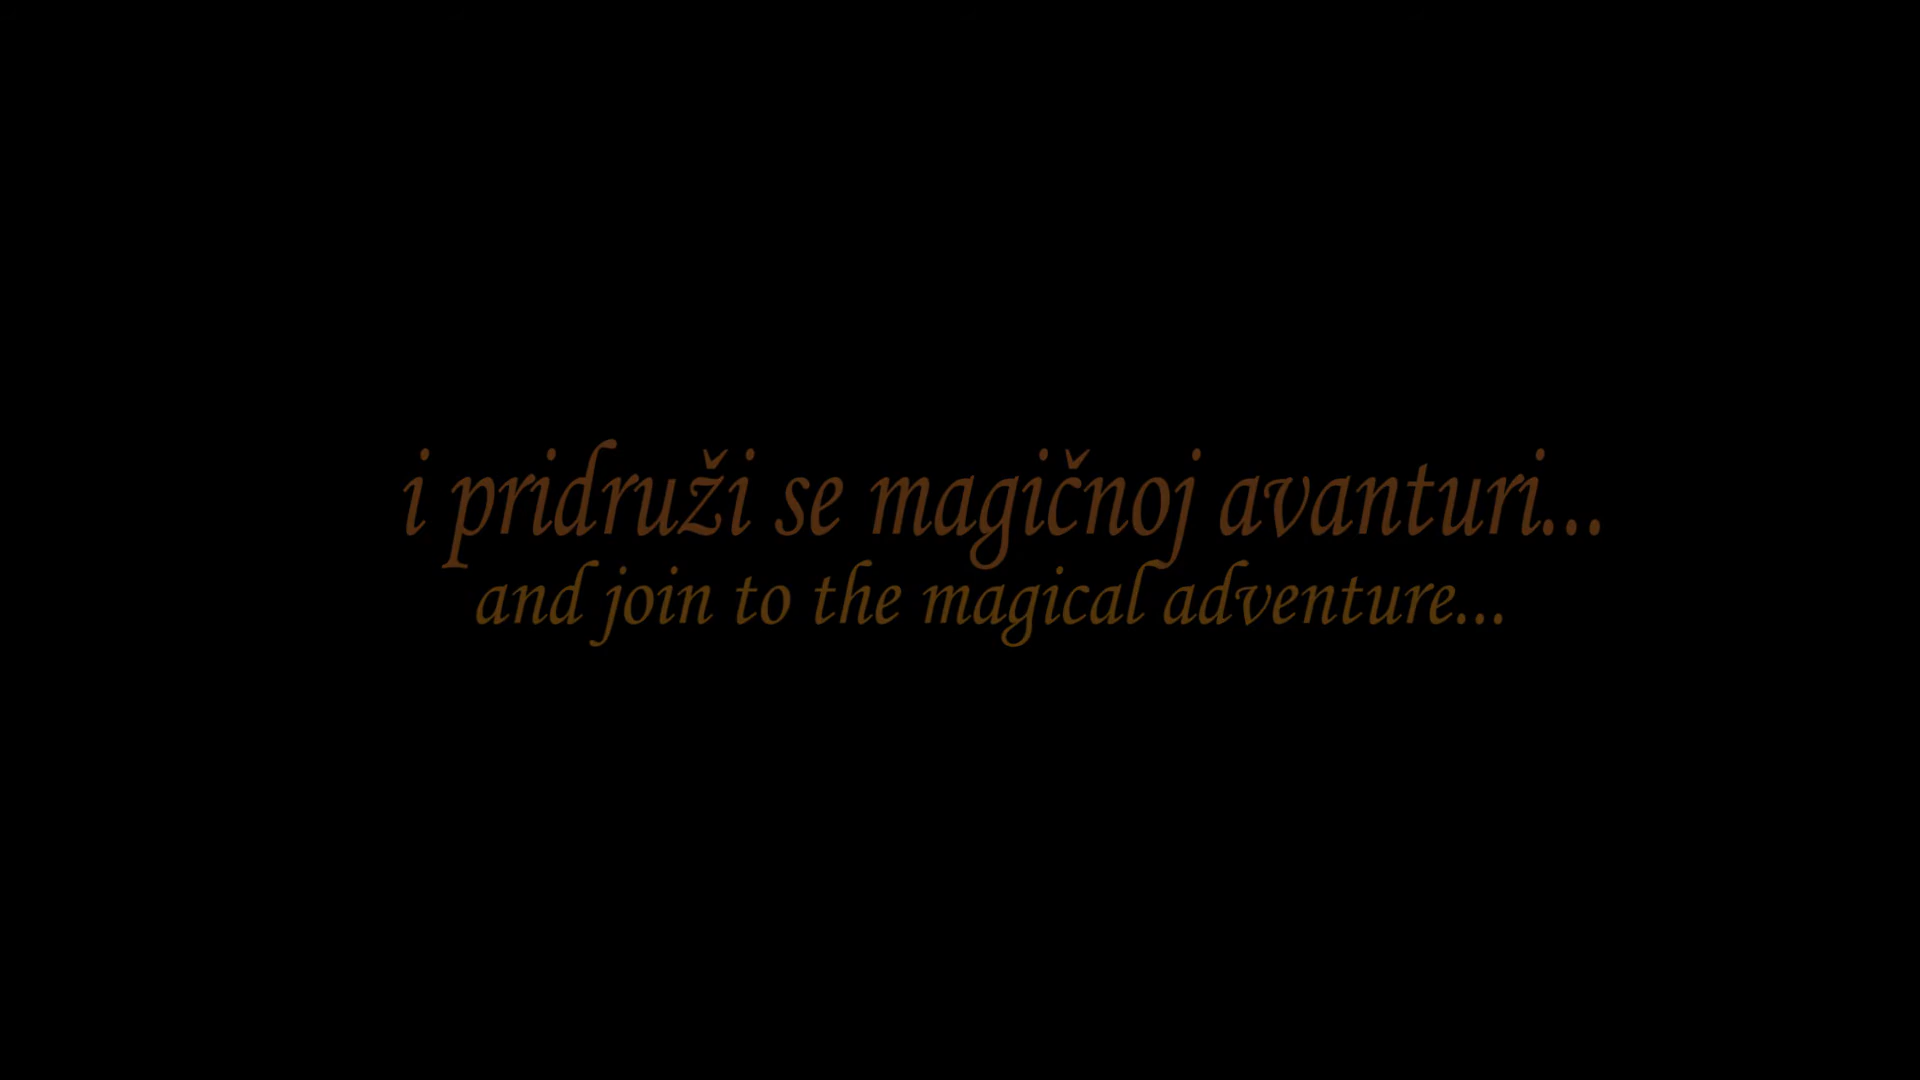 i pridruži se magičnoj avanturi...
and join to the magical adventure...